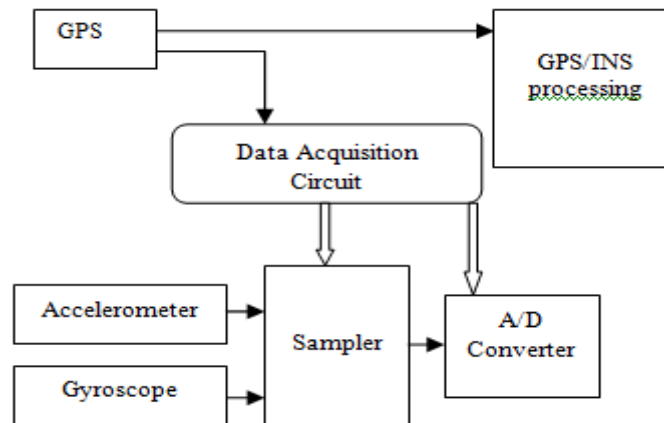 GPS
GPS/INS
processing
Data Acquisition
Circuit
Accelerometer
Sampler
A/D
Converter
Gyroscope